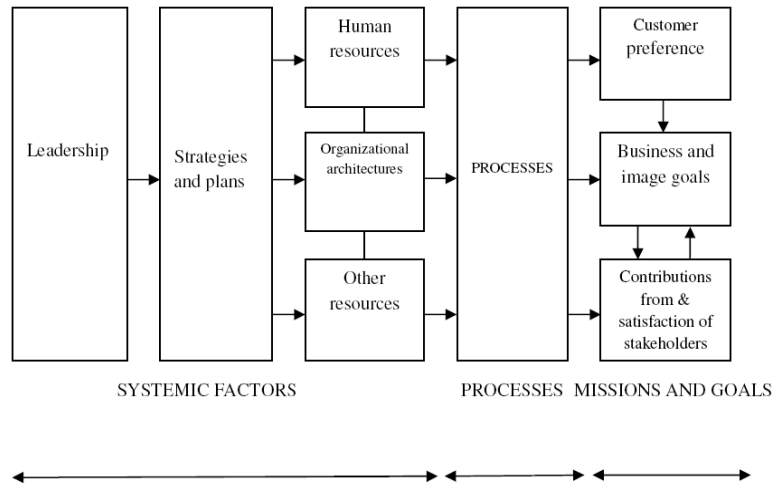 Leadership
Strategies
and plans
Human
resources
Organizational
architectures
Other
resources
PROCESSES
Customer
preference
Business and
image goals
Contributions
from &
satisfaction of
stakeholders
SYSTEMIC FACTORS
PROCESSES
MISSIONS AND GOALS